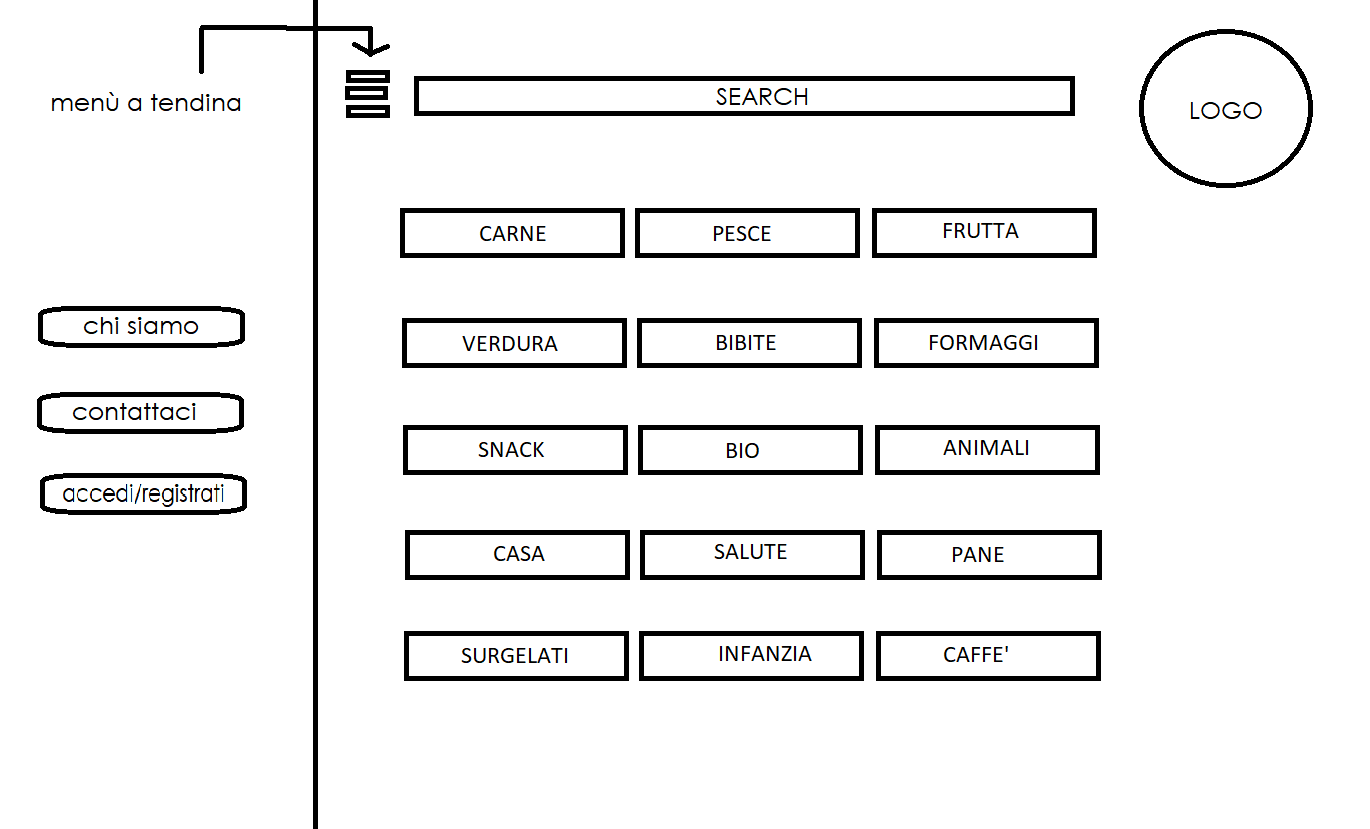 menù a tendina
SEARCH
LOGO
chi siamo
contattaci
accedi/registrati
CARNE
PESCE
FRUTTA
VERDURA
BIBITE
FORMAGGI
SNACK
BIO
ANIMALI
CASA
SALUTE
PANE
SURGELATI
INFANZIA
CAFFE'